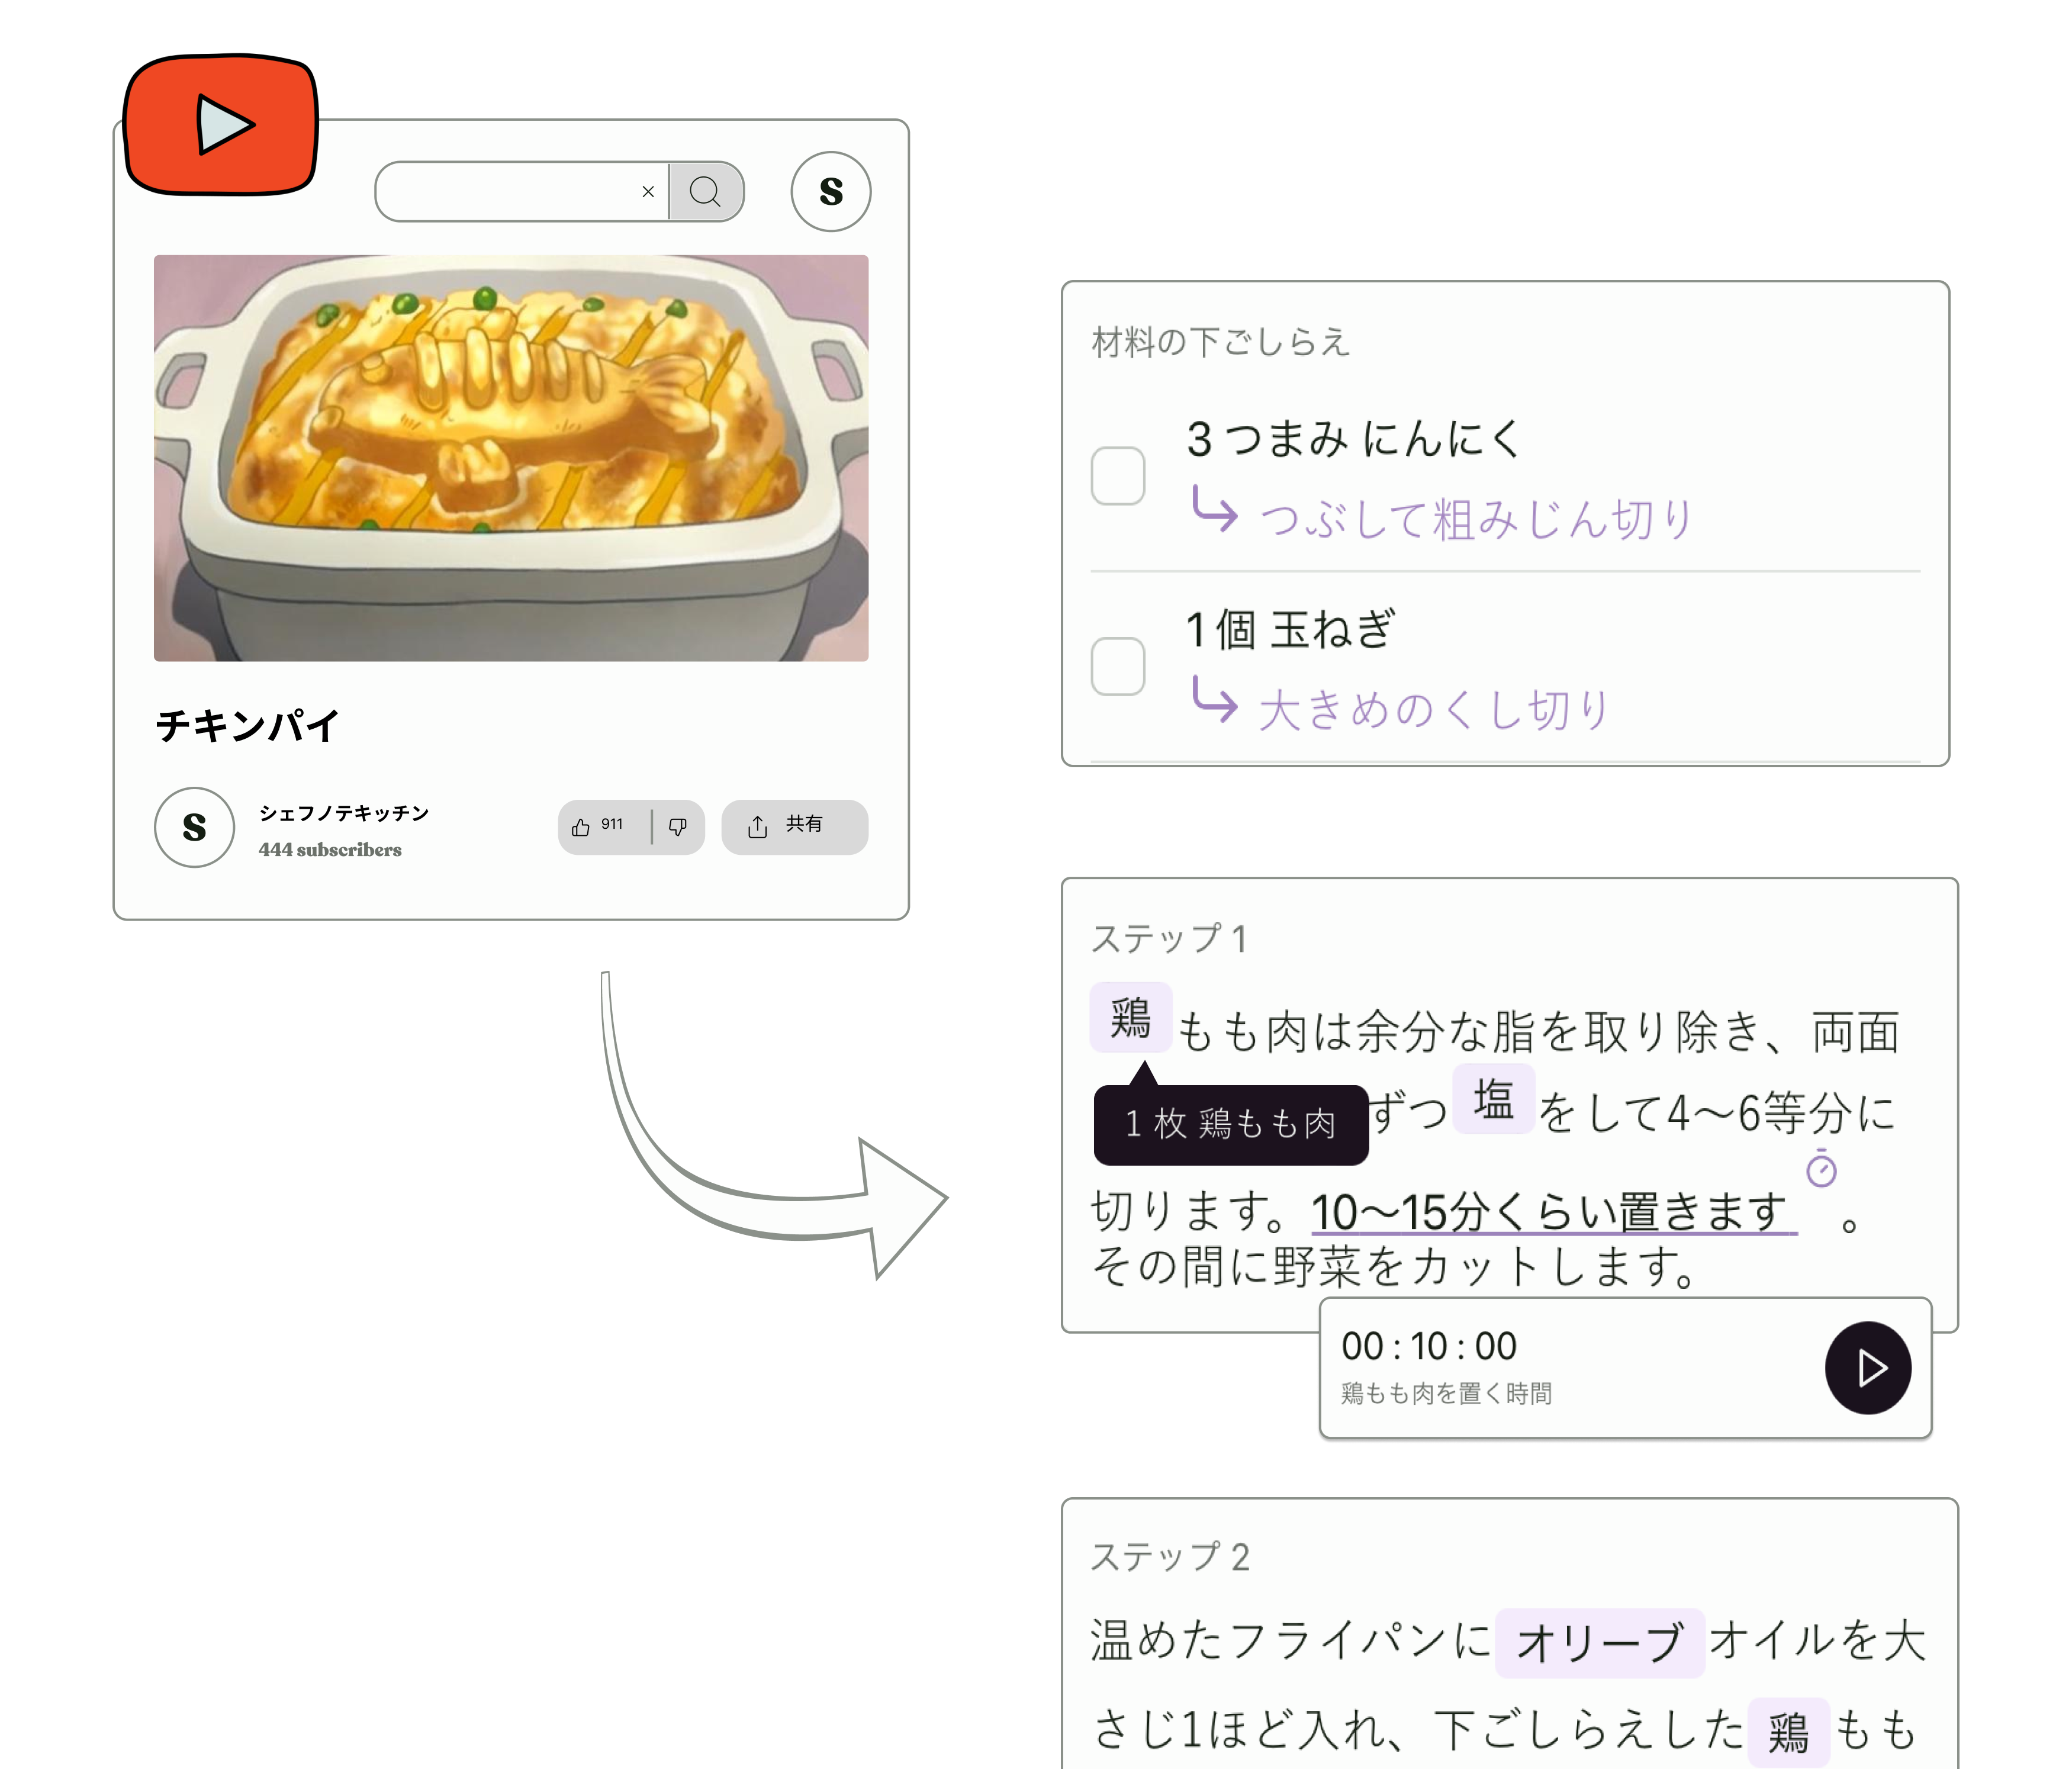 S
チキンパイ
S
シェフノテキッチン
444 subscribers
911
共有
材料の下ごしらえ
3 つまみ にんにく
つぶして粗みじん切り
1 個 玉ねぎ
大きめのくし切り
ステップ 1
鶏 もも肉は余分な脂を取り除き、両面
1 枚 鶏もも肉
ずつ 塩 をして4〜6等分に
切ります。10〜15分くらい置きます 。
その間に野菜をカットします。
00 : 10 : 00
鶏もも肉を置く時間
ステップ 2
温めたフライパンに オリーブ オイルを大
さじ1ほど入れ、下ごしらえした 鶏 もも